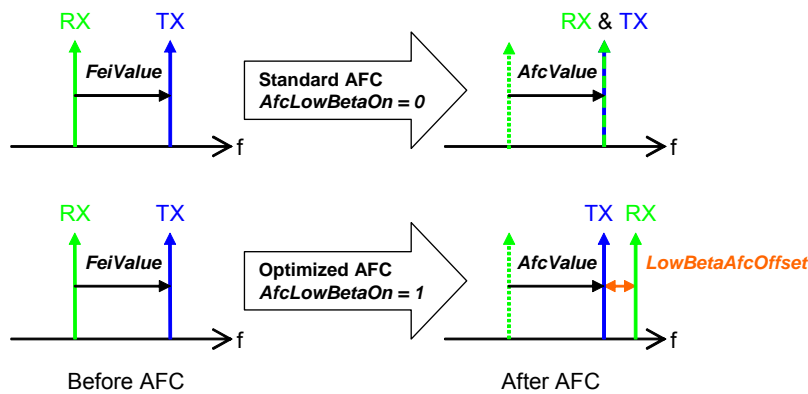 RX TX RX & TX
FeiValue Standard AFC AfcValue
AfcLowBetaOn = 0
f f
RX TX TX RX
FeiValue Optimized AFC AfcValue LowBetaAfcOffset
AfcLowBetaOn = 1
f f
Before AFC After AFC